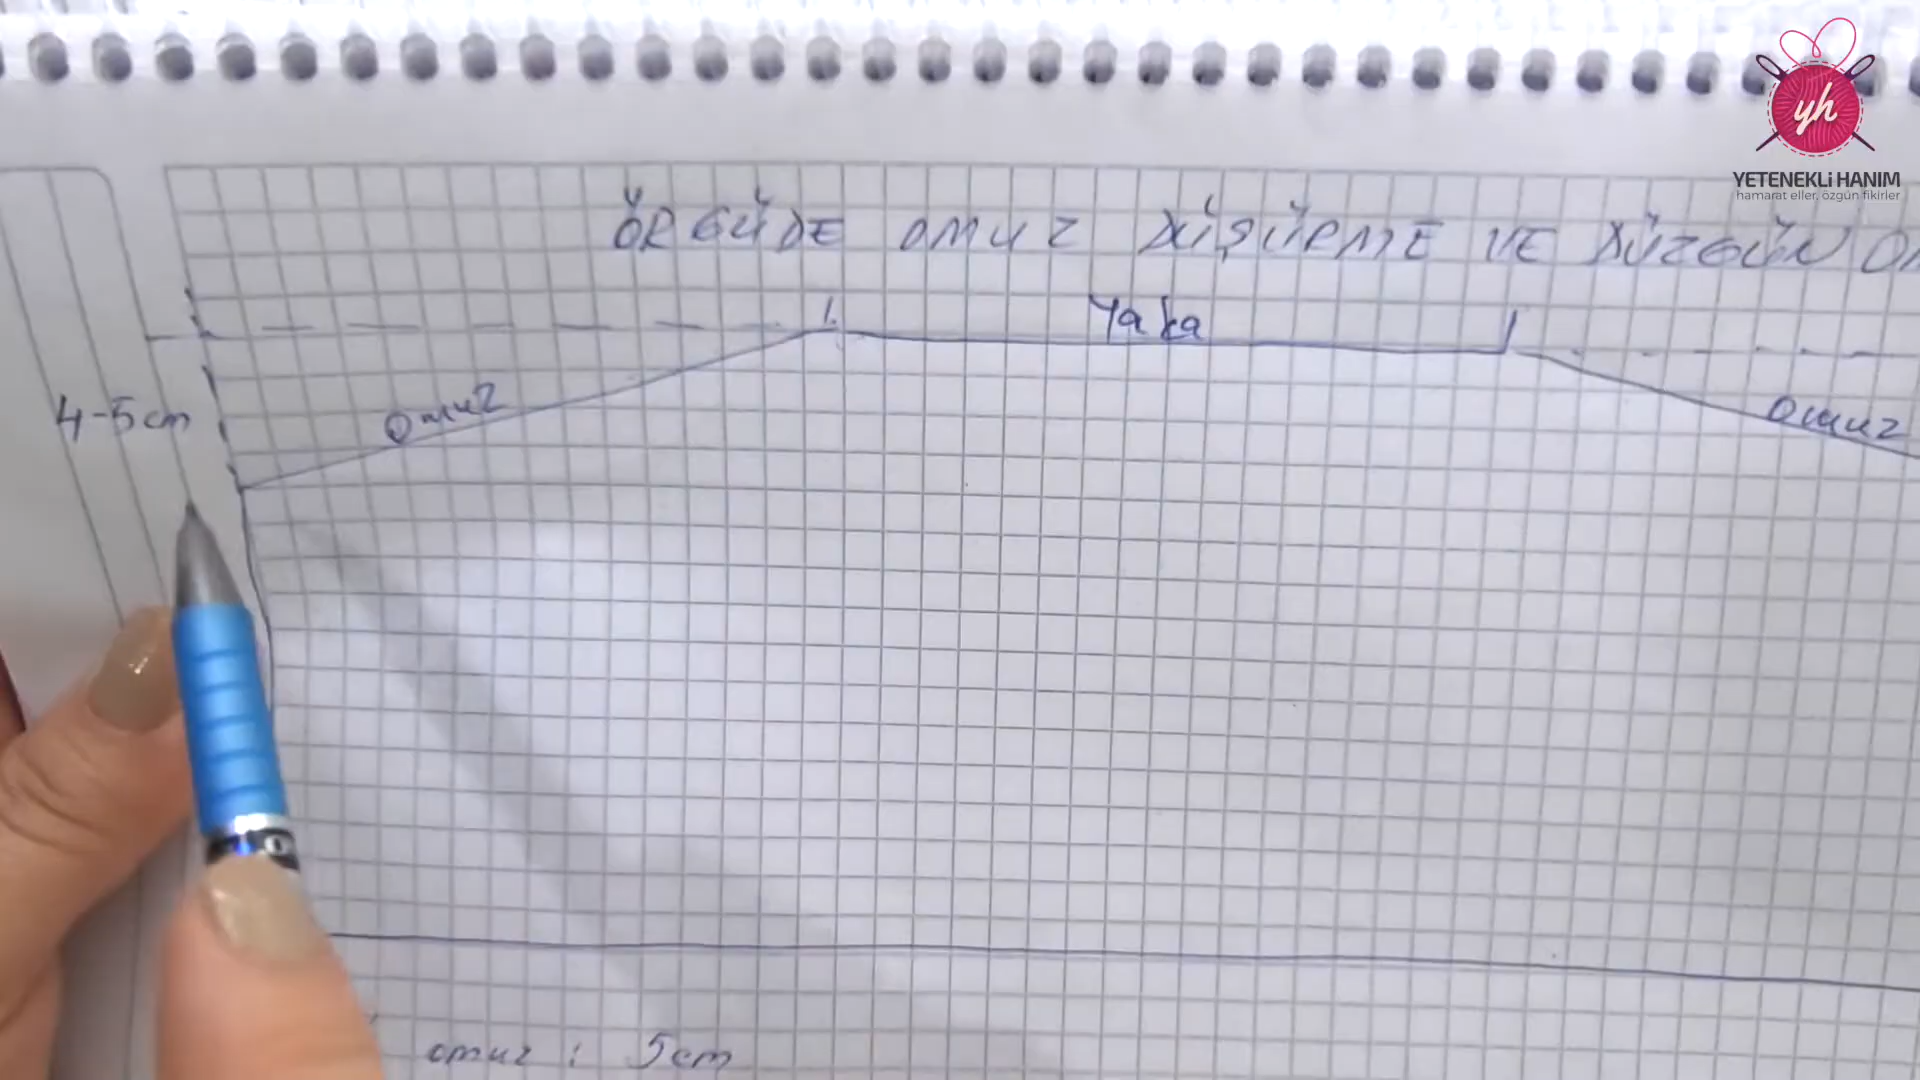 yh
YETENEKLi HANIM
hamarat eller, özgün fikirler
ÖRGÜDE OMUZ DÜŞÜRME VE DÜZGÜN
Yaka
4-5cm
omuz
omuz
omuz : 5cm